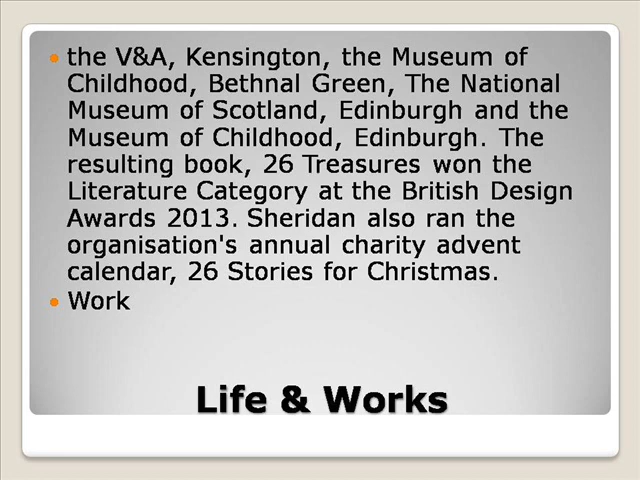 the V&A, Kensington, the Museum of
Childhood, Bethnal Green, The National
Museum of Scotland, Edinburgh and the
Museum of Childhood, Edinburgh. The
resulting book, 26 Treasures won the
Literature Category at the British Design
Awards 2013. Sheridan also ran the
organisation's annual charity advent
calendar, 26 Stories for Christmas.
Work
Life & Works